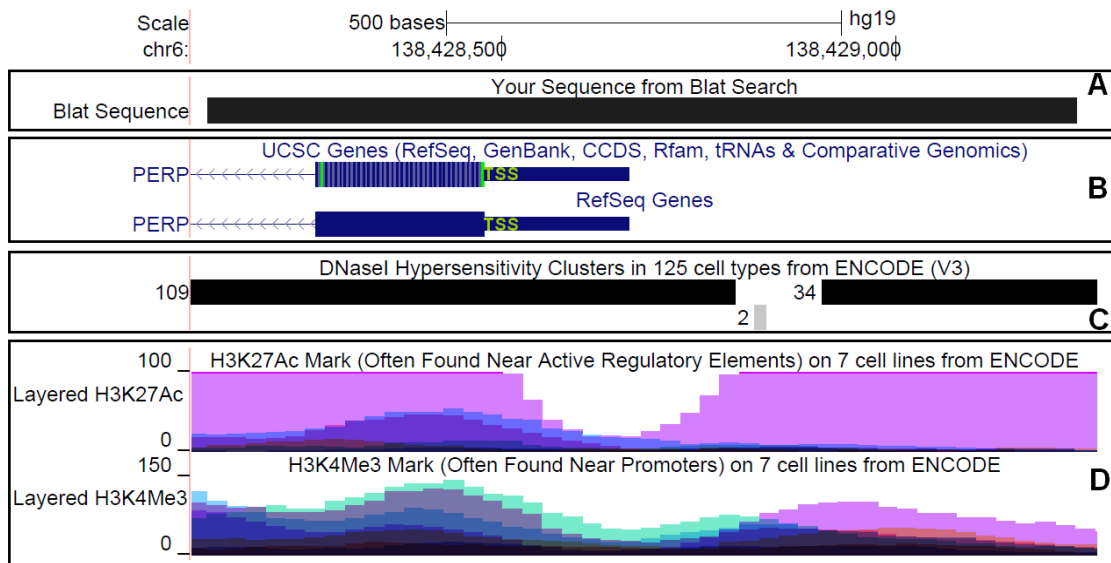 Scale 500 bases hg19
chr6: 138,428,500 138,429,000
Your Sequence from Blat Search A
Blat Sequence
UCSC Genes (RefSeq, GenBank, CCDS, Rfam, tRNAs & Comparative Genomics)
PERP TSS
B
RefSeq Genes
PERP TSS
DNaseI Hypersensitivity Clusters in 125 cell types from ENCODE (V3)
109 34
2 C
100 H3K27Ac Mark (Often Found Near Active Regulatory Elements) on 7 cell lines from ENCODE
Layered H3K27Ac
0
150 H3K4Me3 Mark (Often Found Near Promoters) on 7 cell lines from ENCODE
Layered H3K4Me3 D
0